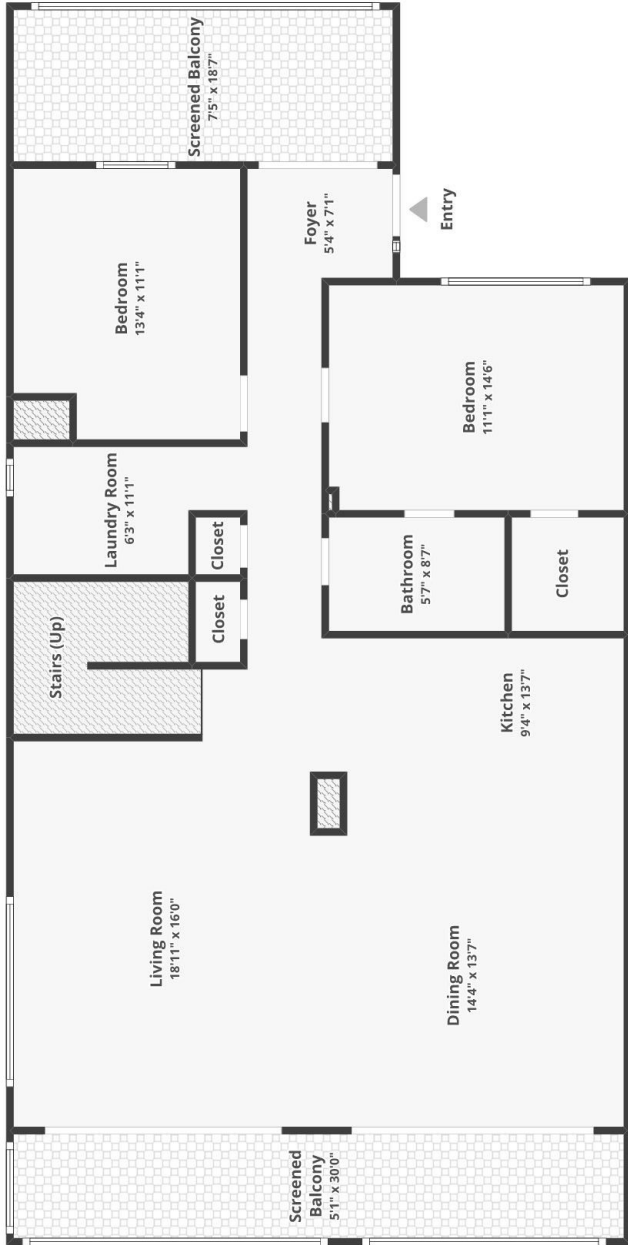 Screened Balcony
7'5" x 18'7"
Foyer
5'4" x 7'1"
Entry
Bedroom
13'4" x 11'1"
Bedroom
11'1" x 14'6"
Laundry Room
6'3" x 11'1"
Closet
Closet
Bathroom
5'7" x 8'7"
Closet
Stairs (Up)
Kitchen
9'4" x 13'7"
Living Room
18'11" x 16'0"
Dining Room
14'4" x 13'7"
Screened
Balcony
5'1" x 30'0"